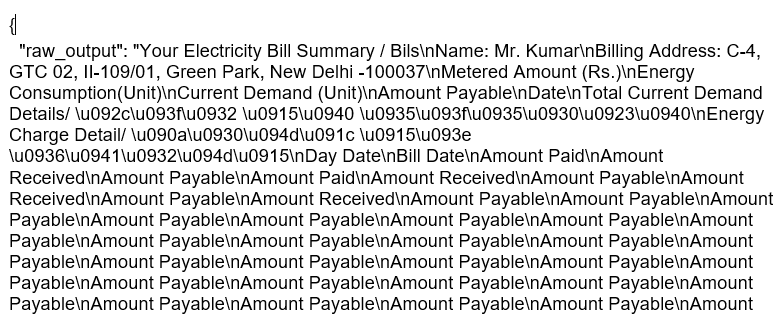 {
"raw_output": "Your Electricity Bill Summary / Bils\nName: Mr. Kumar\nBilling Address: C-4,
GTC 02, II-109/01, Green Park, New Delhi -100037\nMetered Amount (Rs.)\nEnergy
Consumption(Unit)\nCurrent Demand (Unit)\nAmount Payable\nDate\nTotal Current Demand
Details/ \u092c\u093f\u0932 \u0915\u0940 \u0935\u093f\u0935\u0930\u0923\u0940\nEnergy
Charge Detail/ \u090a\u0930\u094d\u091c \u0915\u093e
\u0936\u0941\u0932\u094d\u0915\nDay Date\nBill Date\nAmount Paid\nAmount
Received\nAmount Payable\nAmount Paid\nAmount Received\nAmount Payable\nAmount
Received\nAmount Payable\nAmount Received\nAmount Payable\nAmount Payable\nAmount
Payable\nAmount Payable\nAmount Payable\nAmount Payable\nAmount Payable\nAmount
Payable\nAmount Payable\nAmount Payable\nAmount Payable\nAmount Payable\nAmount
Payable\nAmount Payable\nAmount Payable\nAmount Payable\nAmount Payable\nAmount
Payable\nAmount Payable\nAmount Payable\nAmount Payable\nAmount Payable\nAmount
Payable\nAmount Payable\nAmount Payable\nAmount Payable\nAmount Payable\nAmount